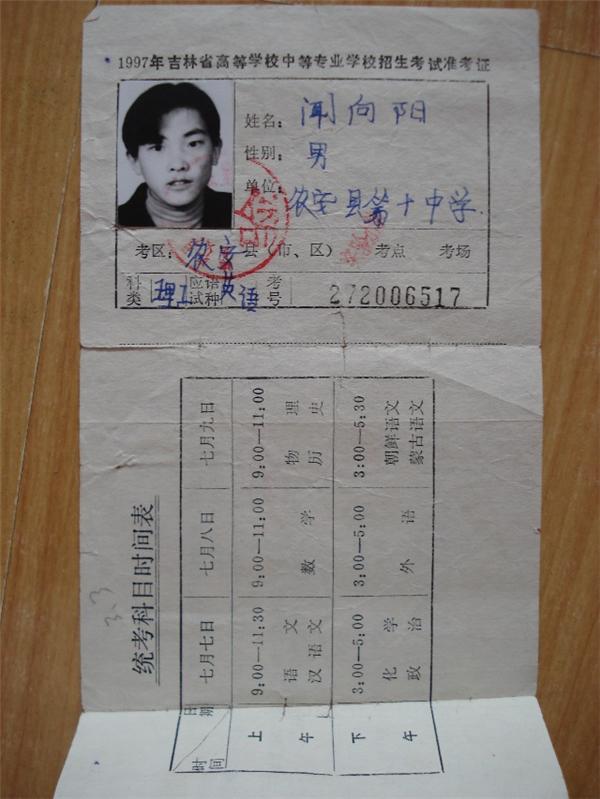 1997年吉林省高等学校中等专业学校招生考试准考证
姓名：闻向阳
性别：男
单位：农安县第十中学
考区：农安县（市、区） 考点 考场
科类 理工 应试语种 英语 考号 272006517
统考科目时间表
日期 时间 七月七日 七月八日 七月九日
上午 9:00—11:30 9:00—11:00 9:00—11:00
语文 数学 物理
汉语文 历史
下午 3:00—5:00 3:00—5:00 3:00—5:30
化学 外语 朝鲜语文
政治 蒙古语文
3.3